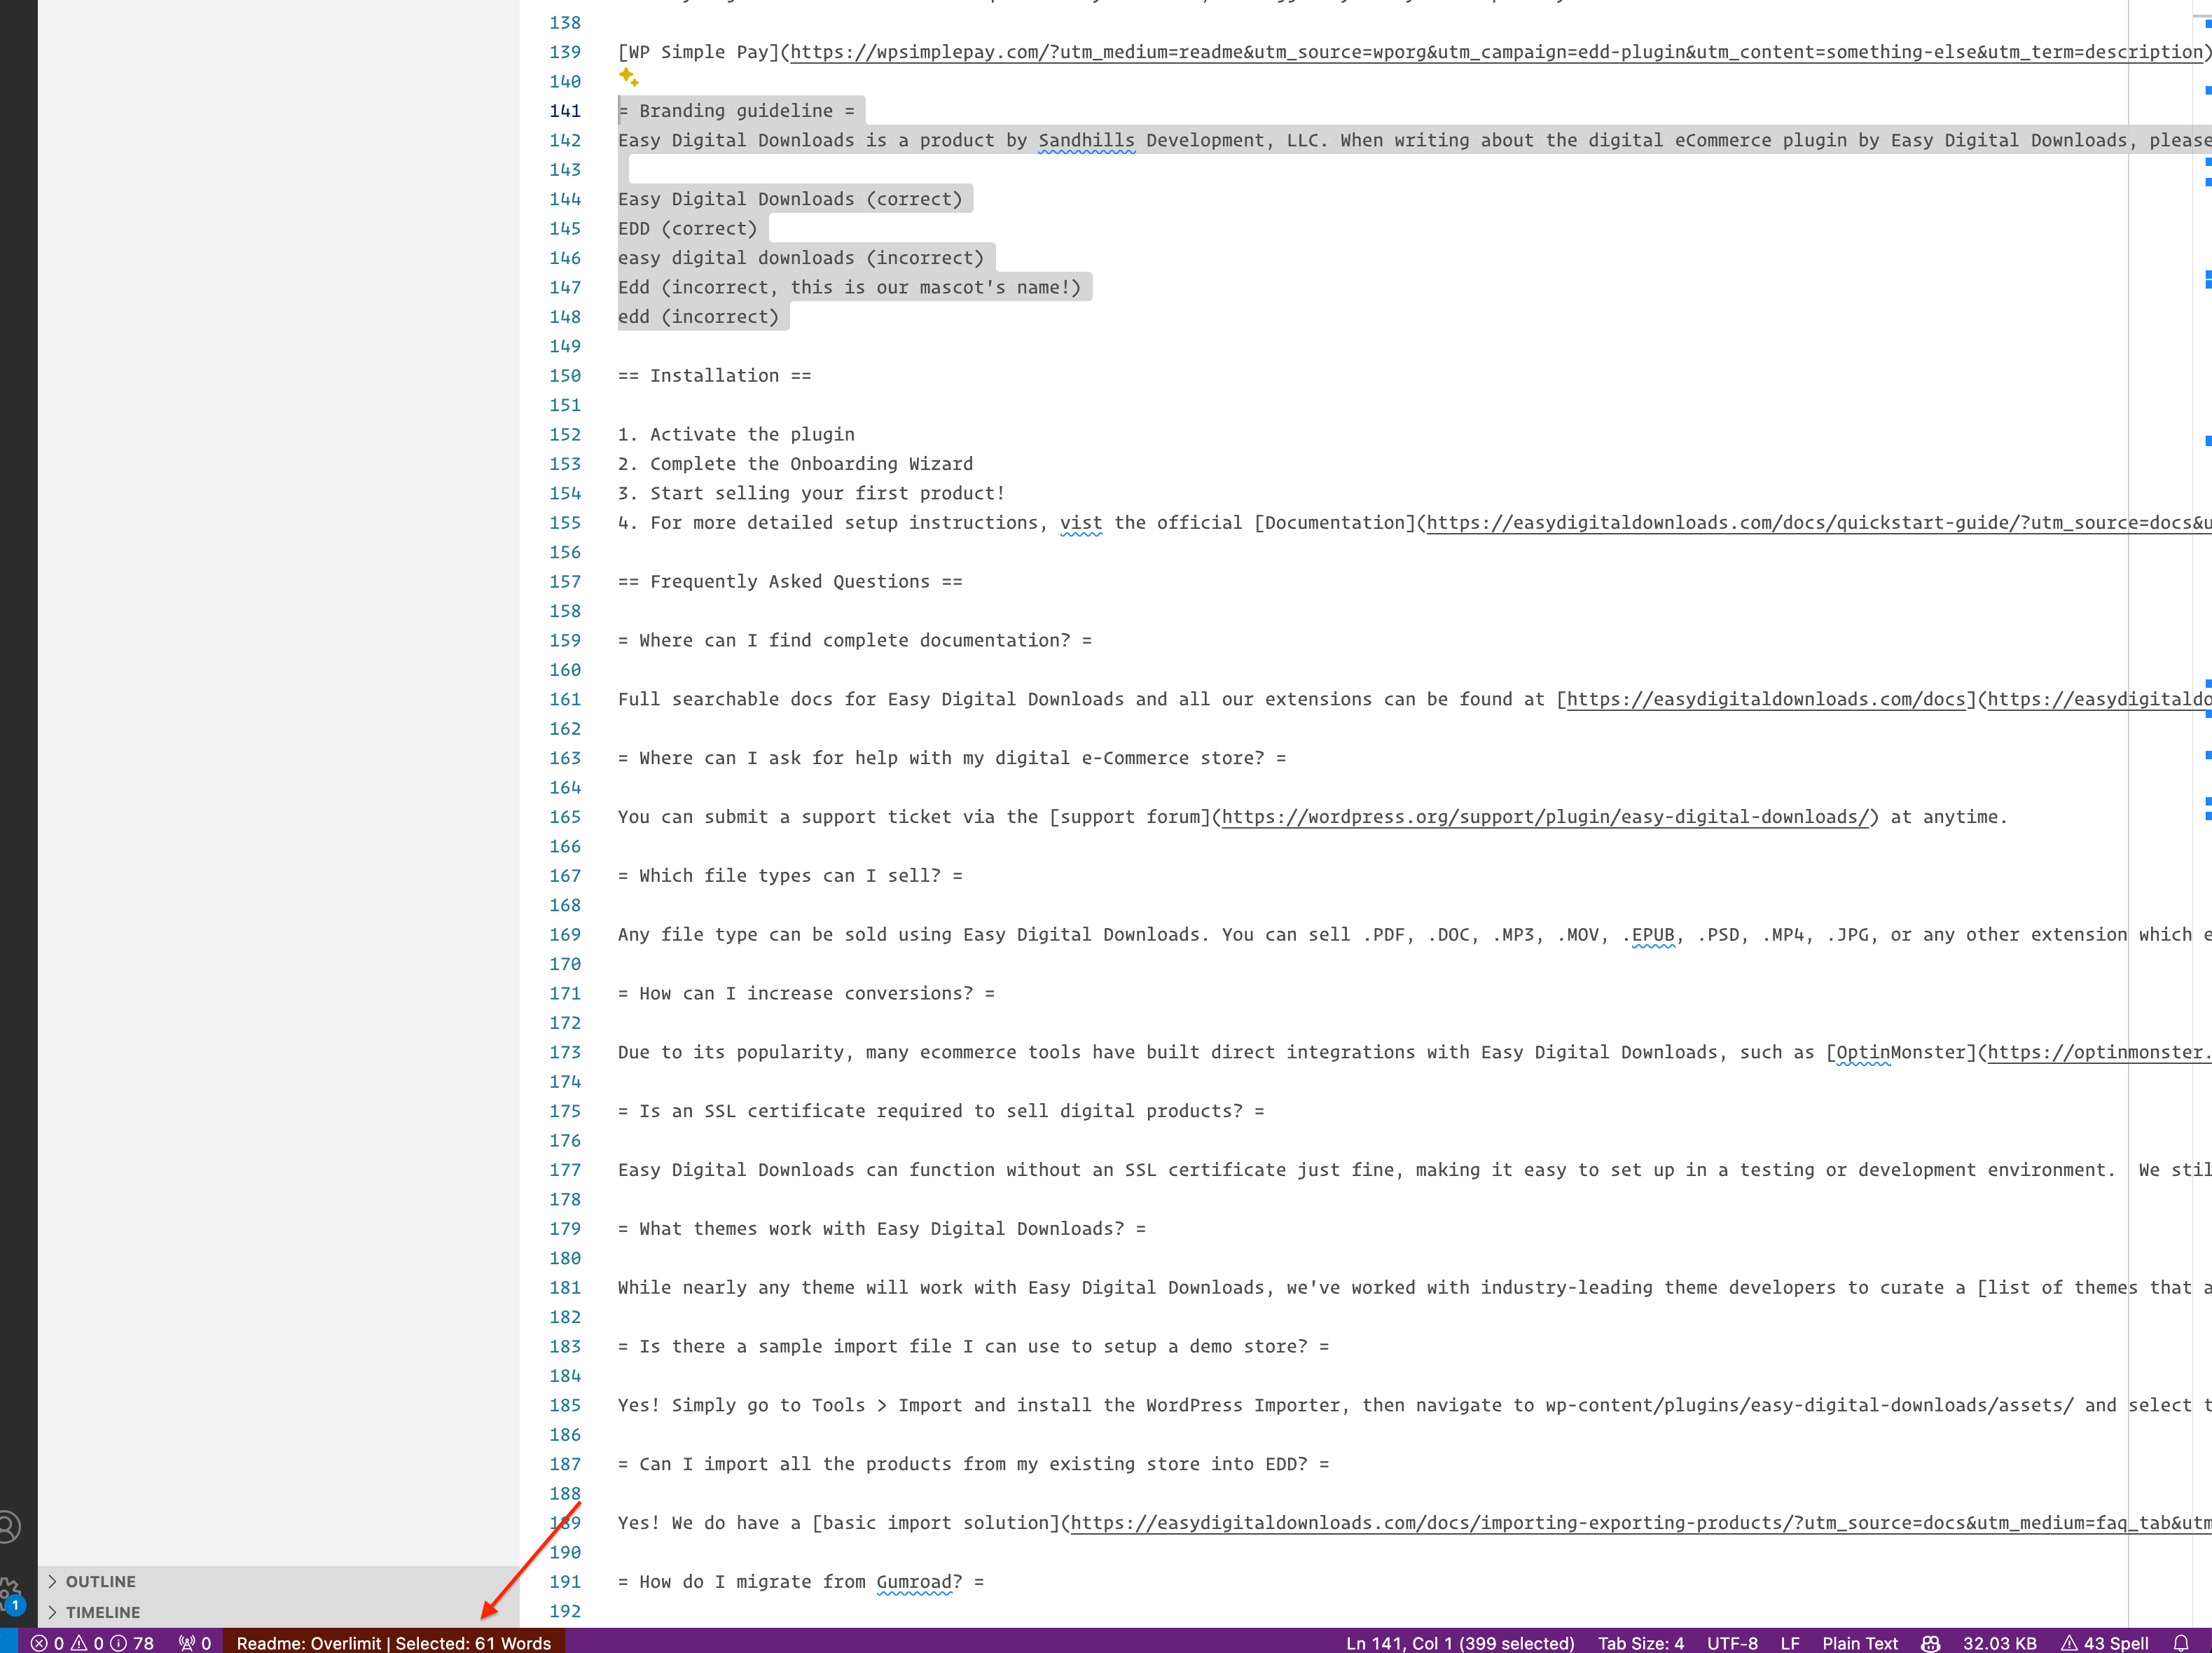 138
139 [WP Simple Pay](https://wpsimplepay.com/?utm_medium=readme&utm_source=wporg&utm_campaign=edd-plugin&utm_content=something-else&utm_term=description)
140
141 = Branding guideline =
142 Easy Digital Downloads is a product by Sandhills Development, LLC. When writing about the digital eCommerce plugin by Easy Digital Downloads, please
143
144 Easy Digital Downloads (correct)
145 EDD (correct)
146 easy digital downloads (incorrect)
147 Edd (incorrect, this is our mascot's name!)
148 edd (incorrect)
149
150 == Installation ==
151
152 1. Activate the plugin
153 2. Complete the Onboarding Wizard
154 3. Start selling your first product!
155 4. For more detailed setup instructions, vist the official [Documentation](https://easydigitaldownloads.com/docs/quickstart-guide/?utm_source=docs&u
156
157 == Frequently Asked Questions ==
158
159 = Where can I find complete documentation? =
160
161 Full searchable docs for Easy Digital Downloads and all our extensions can be found at [https://easydigitaldownloads.com/docs](https://easydigitaldo
162
163 = Where can I ask for help with my digital e-Commerce store? =
164
165 You can submit a support ticket via the [support forum](https://wordpress.org/support/plugin/easy-digital-downloads/) at anytime.
166
167 = Which file types can I sell? =
168
169 Any file type can be sold using Easy Digital Downloads. You can sell .PDF, .DOC, .MP3, .MOV, .EPUB, .PSD, .MP4, .JPG, or any other extension which e
170
171 = How can I increase conversions? =
172
173 Due to its popularity, many ecommerce tools have built direct integrations with Easy Digital Downloads, such as [OptinMonster](https://optinmonster.
174
175 = Is an SSL certificate required to sell digital products? =
176
177 Easy Digital Downloads can function without an SSL certificate just fine, making it easy to set up in a testing or development environment.  We stil
178
179 = What themes work with Easy Digital Downloads? =
180
181 While nearly any theme will work with Easy Digital Downloads, we've worked with industry-leading theme developers to curate a [list of themes that a
182
183 = Is there a sample import file I can use to setup a demo store? =
184
185 Yes! Simply go to Tools > Import and install the WordPress Importer, then navigate to wp-content/plugins/easy-digital-downloads/assets/ and select t
186
187 = Can I import all the products from my existing store into EDD? =
188
189 Yes! We do have a [basic import solution](https://easydigitaldownloads.com/docs/importing-exporting-products/?utm_source=docs&utm_medium=faq_tab&utm
190
191 = How do I migrate from Gumroad? =
192
OUTLINE
TIMELINE
1
0 0 78 0 Readme: Overlimit | Selected: 61 Words Ln 141, Col 1 (399 selected) Tab Size: 4 UTF-8 LF Plain Text 32.03 KB 43 Spell